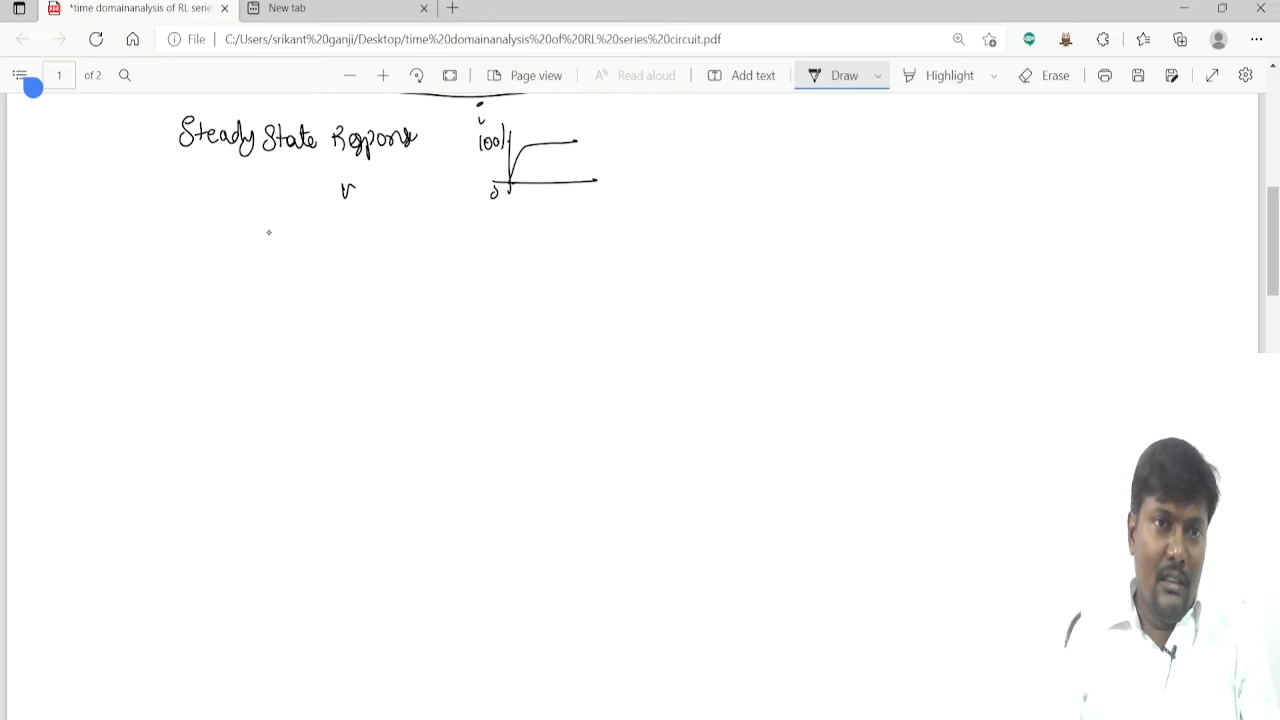 *time domainanalysis of RL serie
New tab
File
C:/Users/srikant%20ganji/Desktop/time%20domainanalysis%20of%20RL%20series%20circuit.pdf
1 of 2
Page view
Read aloud
Add text
Draw
Highlight
Erase
Steady State Respons
i
100
0
v